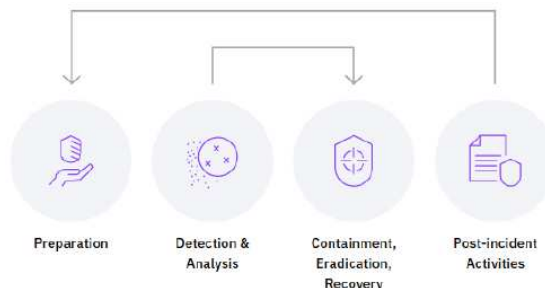 Preparation
Detection &
Analysis
Containment,
Eradication,
Recovery
Post-incident
Activities